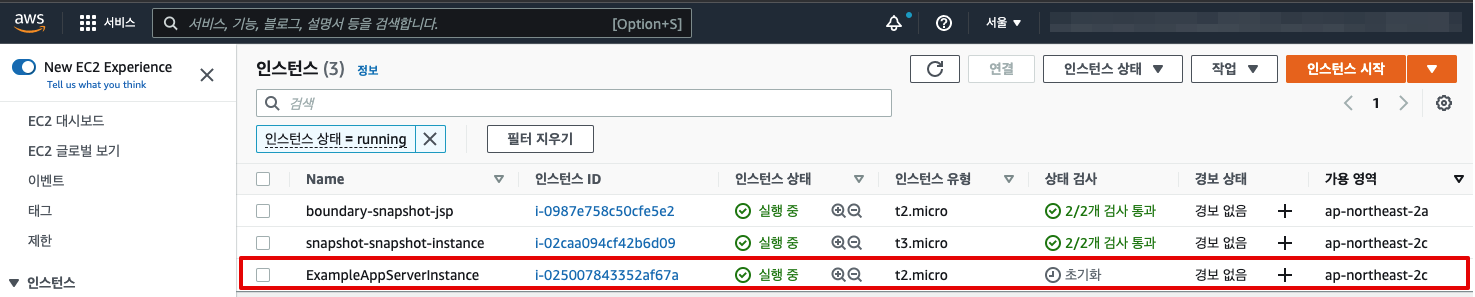 aws 서비스 서비스, 기능, 블로그, 설명서 등을 검색합니다. [Option+S] 서울 ▼
New EC2 Experience
Tell us what you think
EC2 대시보드
EC2 글로벌 보기
이벤트
태그
제한
▼ 인스턴스
인스턴스 (3) 정보 연결 인스턴스 상태 ▼ 작업 ▼ 인스턴스 시작 ▼
검색 1
인스턴스 상태 = running 필터 지우기
Name 인스턴스 ID 인스턴스 상태 인스턴스 유형 상태 검사 경보 상태 가용 영역
boundary-snapshot-jsp i-0987e758c50cfe5e2 실행 중 t2.micro 2/2개 검사 통과 경보 없음 + ap-northeast-2a
snapshot-snapshot-instance i-02caa094cf42b6d09 실행 중 t3.micro 2/2개 검사 통과 경보 없음 + ap-northeast-2c
ExampleAppServerInstance i-025007843352af67a 실행 중 t2.micro 초기화 경보 없음 + ap-northeast-2c